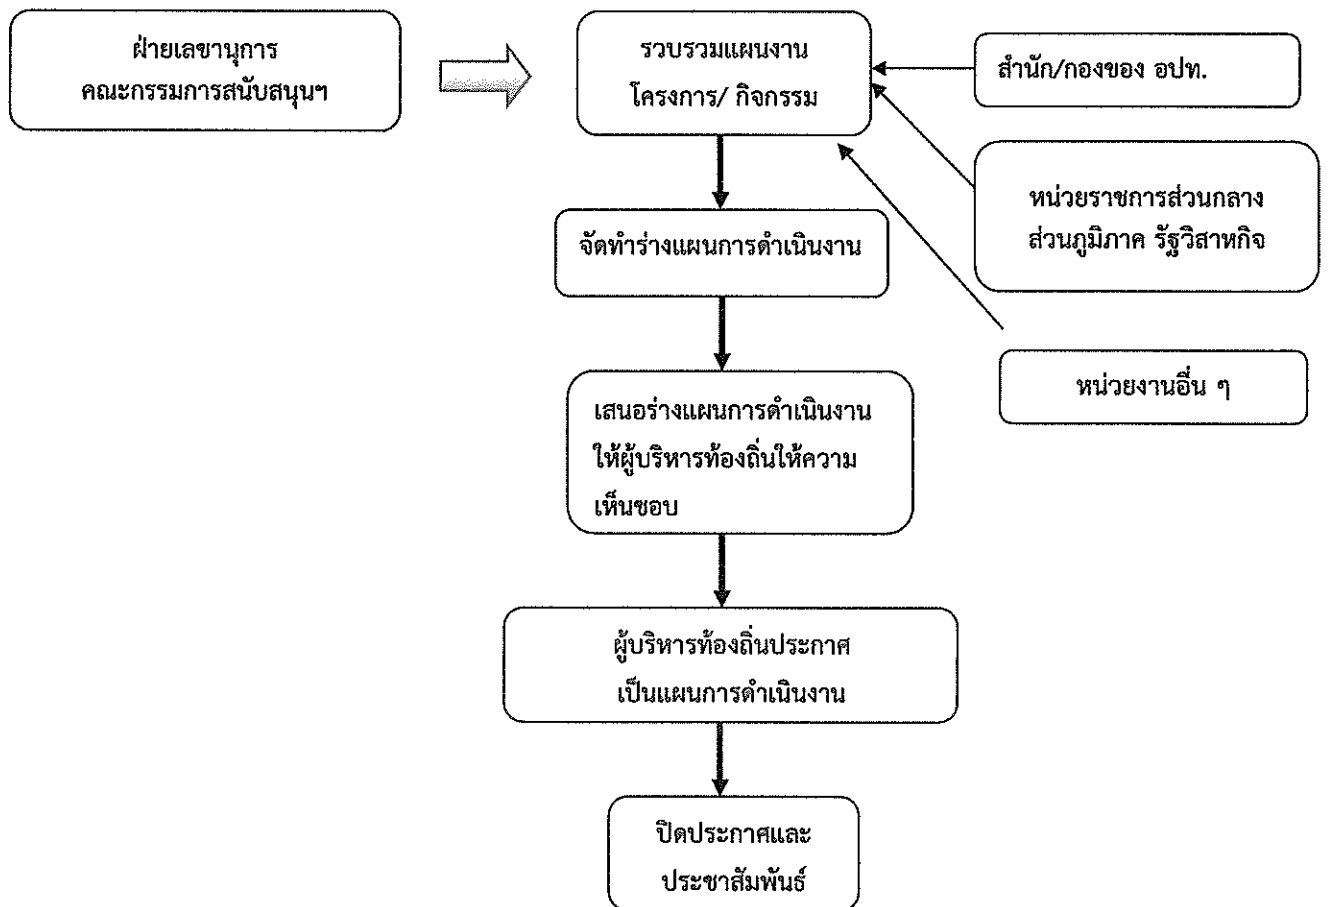 ฝ่ายเลขานุการ
คณะกรรมการสนับสนุนฯ
รวบรวมแผนงาน
โครงการ/ กิจกรรม
สำนัก/กองของ อปท.
หน่วยราชการส่วนกลาง
ส่วนภูมิภาค รัฐวิสาหกิจ
หน่วยงานอื่น ๆ
จัดทำร่างแผนการดำเนินงาน
เสนอร่างแผนการดำเนินงาน
ให้ผู้บริหารท้องถิ่นให้ความ
เห็นชอบ
ผู้บริหารท้องถิ่นประกาศ
เป็นแผนการดำเนินงาน
ปิดประกาศและ
ประชาสัมพันธ์